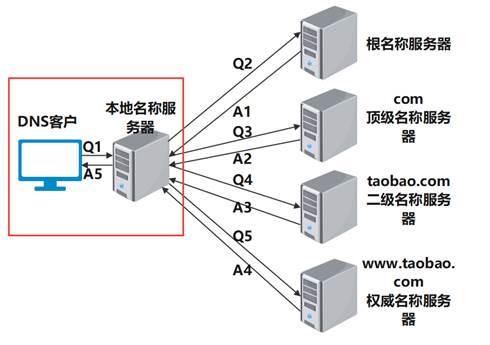 Q2
根名称服务器
DNS客户
本地名称服
务器
A1
com
Q3
顶级名称服务
器
Q1
A5
A2
Q4
taobao.com
A3
二级名称服务
器
Q5
A4
www.taobao.
com
权威名称服务
器